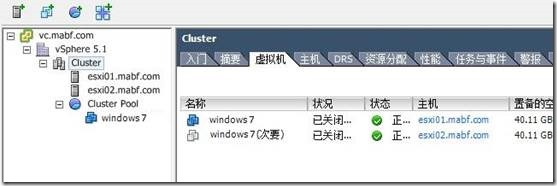 vc.mabf.com
vSphere 5.1
Cluster
esxi01.mabf.com
esxi02.mabf.com
Cluster Pool
windows7
Cluster
入门 摘要 虚拟机 主机 DRS 资源分配 性能 任务与事件 警报
名称 状况 状态 主机 置备的空
windows7 已关闭... 正... esxi01.mabf.com 40.11 GB
windows7(次要) 已关闭... 正... esxi02.mabf.com 40.11 GB